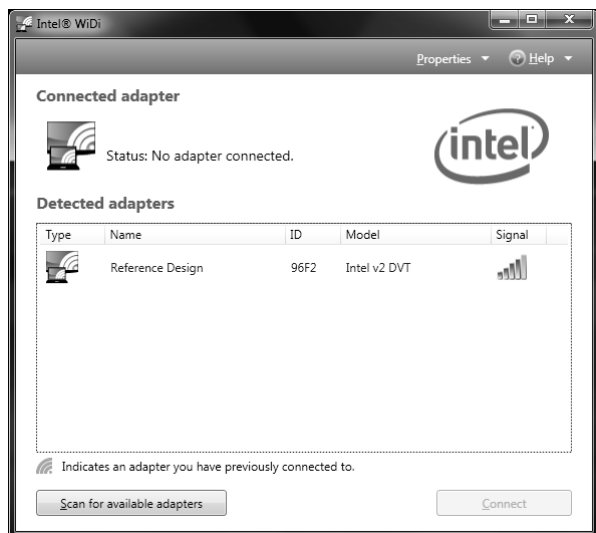 Intel® WiDi
Properties Help
Connected adapter
Status: No adapter connected.
intel
Detected adapters
Type Name ID Model Signal
Reference Design 96F2 Intel v2 DVT
Indicates an adapter you have previously connected to.
Scan for available adapters Connect